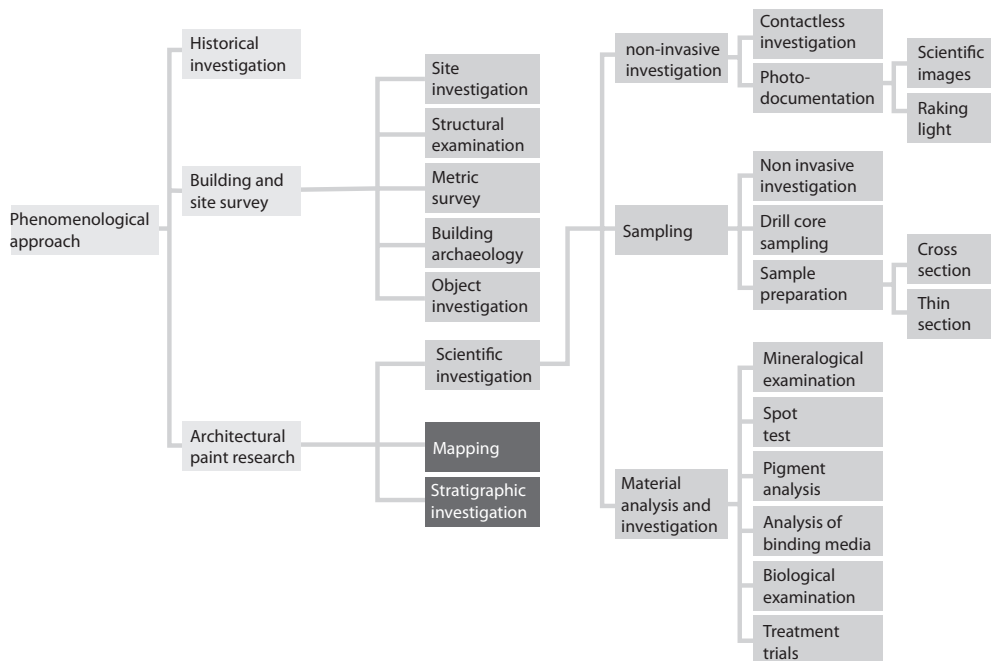 Phenomenological
approach
Historical
investigation
Building and
site survey
Architectural
paint research
Site
investigation
Structural
examination
Metric
survey
Building
archaeology
Object
investigation
Scientific
investigation
Mapping
Stratigraphic
investigation
non-invasive
investigation
Sampling
Material
analysis and
investigation
Contactless
investigation
Photo-
documentation
Non invasive
investigation
Drill core
sampling
Sample
preparation
Mineralogical
examination
Spot
test
Pigment
analysis
Analysis of
binding media
Biological
examination
Treatment
trials
Scientific
images
Raking
light
Cross
section
Thin
section